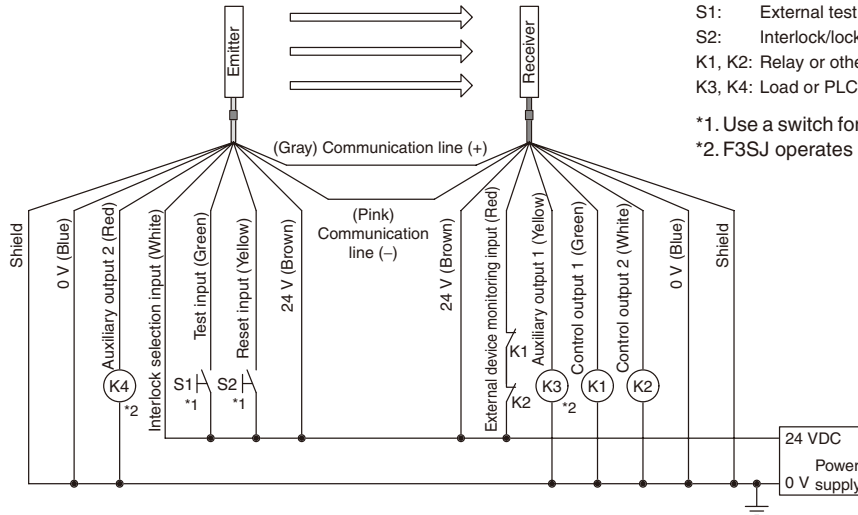 Emitter
Receiver
S1: External test
S2:
K1, K2: Relay or
K3, K4: Load or PLC
*1. Use a switch for
*2. F3SJ operates
(Gray) Communication line (+)
(Pink)
Communication
line (−)
Shield
0 V (Blue)
Auxiliary output 2 (Red)
Interlock selection input (White)
Test input (Green)
Reset input (Yellow)
24 V (Brown)
24 V (Brown)
External device monitoring input (Red)
Auxiliary output 1 (Yellow)
Control output 1 (Green)
Control output 2 (White)
0 V (Blue)
Shield
K4
*2
S1
*1
S2
*1
K1
K2
K3
*2
K1
K2
24 VDC
Power
0 V supply